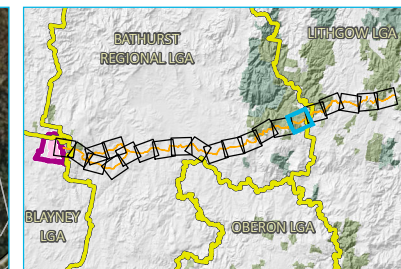 BATHURST
REGIONAL LGA
LITHGOW LGA
BLAYNEY
LGA
OBERON LGA